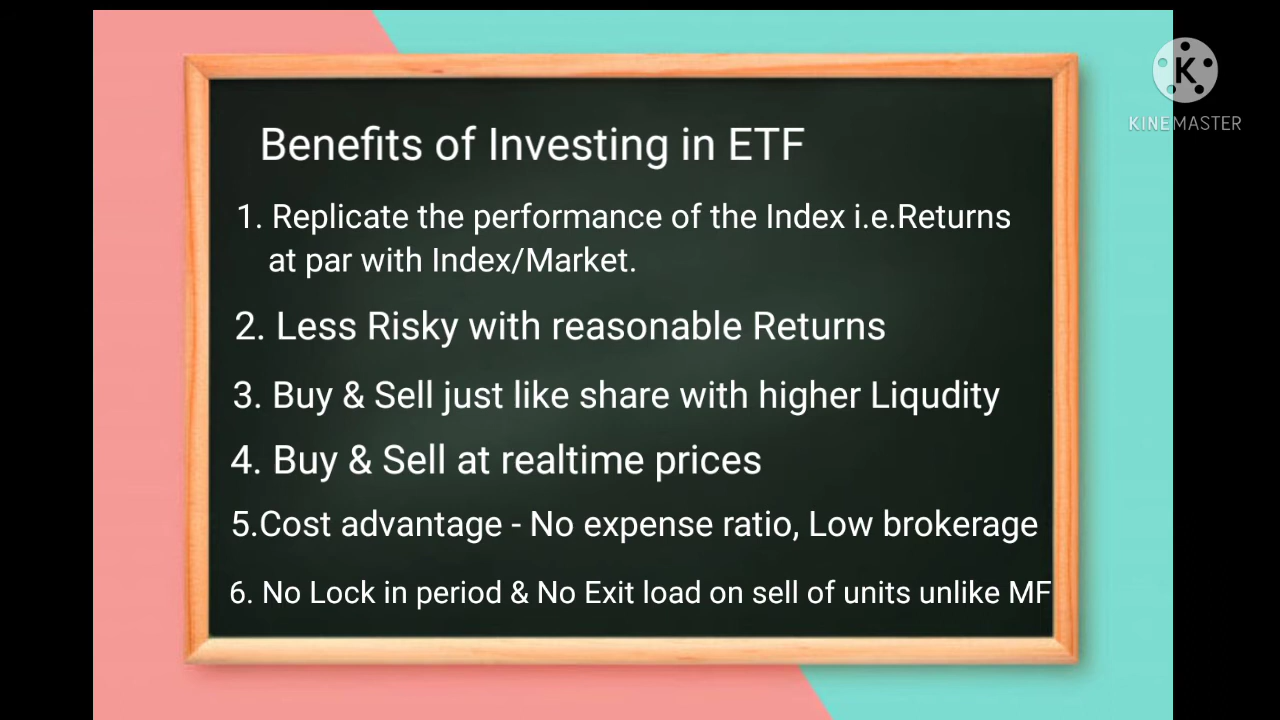 Benefits of Investing in ETF
1. Replicate the performance of the Index i.e.Returns
at par with Index/Market.
2. Less Risky with reasonable Returns
3. Buy & Sell just like share with higher Liqudity
4. Buy & Sell at realtime prices
5.Cost advantage - No expense ratio, Low brokerage
6. No Lock in period & No Exit load on sell of units unlike MF
K
KINEMASTER